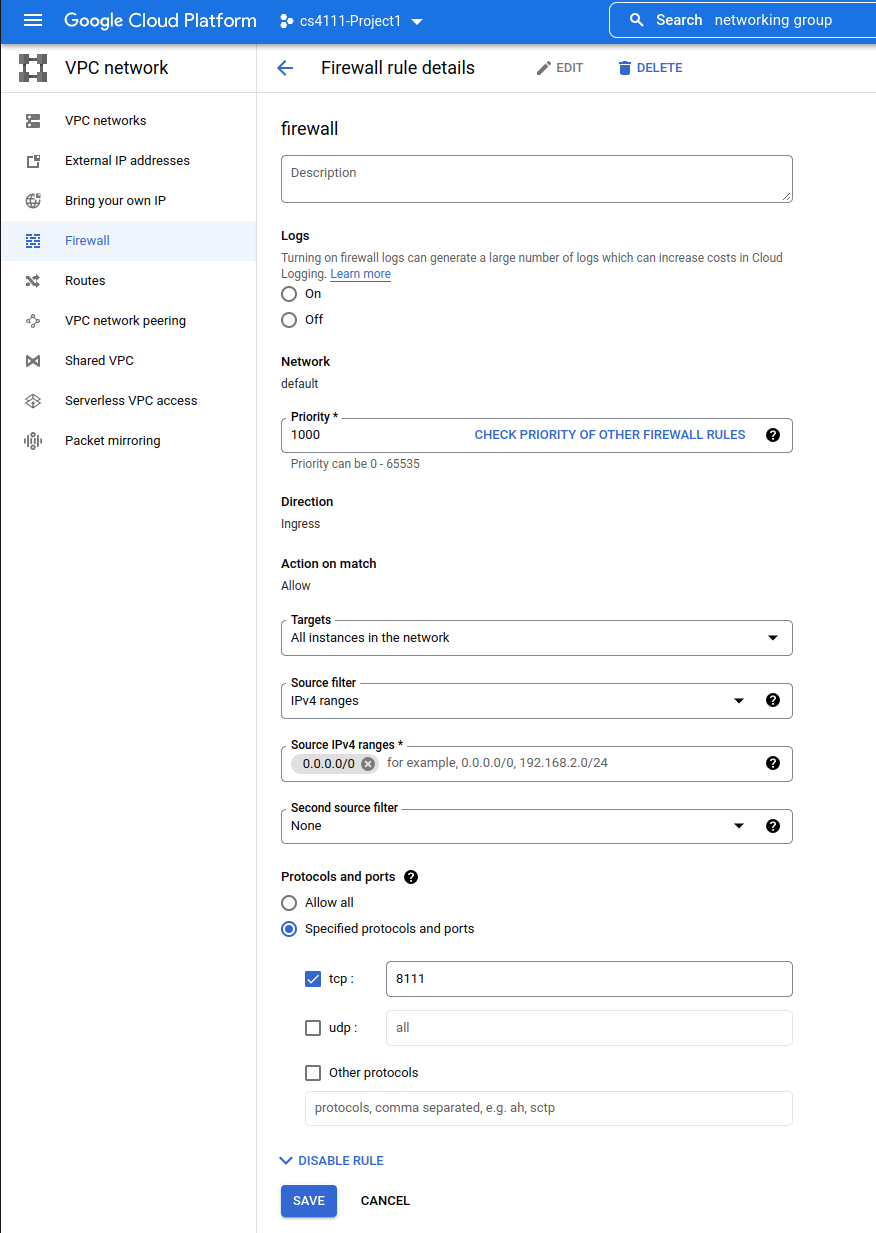 Google Cloud Platform cs4111-Project1 Search networking group
VPC network
Firewall rule details EDIT DELETE
VPC networks
External IP addresses
Bring your own IP
Firewall
Routes
VPC network peering
Shared VPC
Serverless VPC access
Packet mirroring
firewall
Description
Logs
Turning on firewall logs can generate a large number of logs which can increase costs in Cloud
Logging. Learn more
On
Off
Network
default
Priority *
1000 CHECK PRIORITY OF OTHER FIREWALL RULES
Priority can be 0 - 65535
Direction
Ingress
Action on match
Allow
Targets
All instances in the network
Source filter
IPv4 ranges
Source IPv4 ranges *
0.0.0.0/0 for example, 0.0.0.0/0, 192.168.2.0/24
Second source filter
None
Protocols and ports
Allow all
Specified protocols and ports
tcp : 8111
udp : all
Other protocols
protocols, comma separated, e.g. ah, sctp
DISABLE RULE
SAVE CANCEL